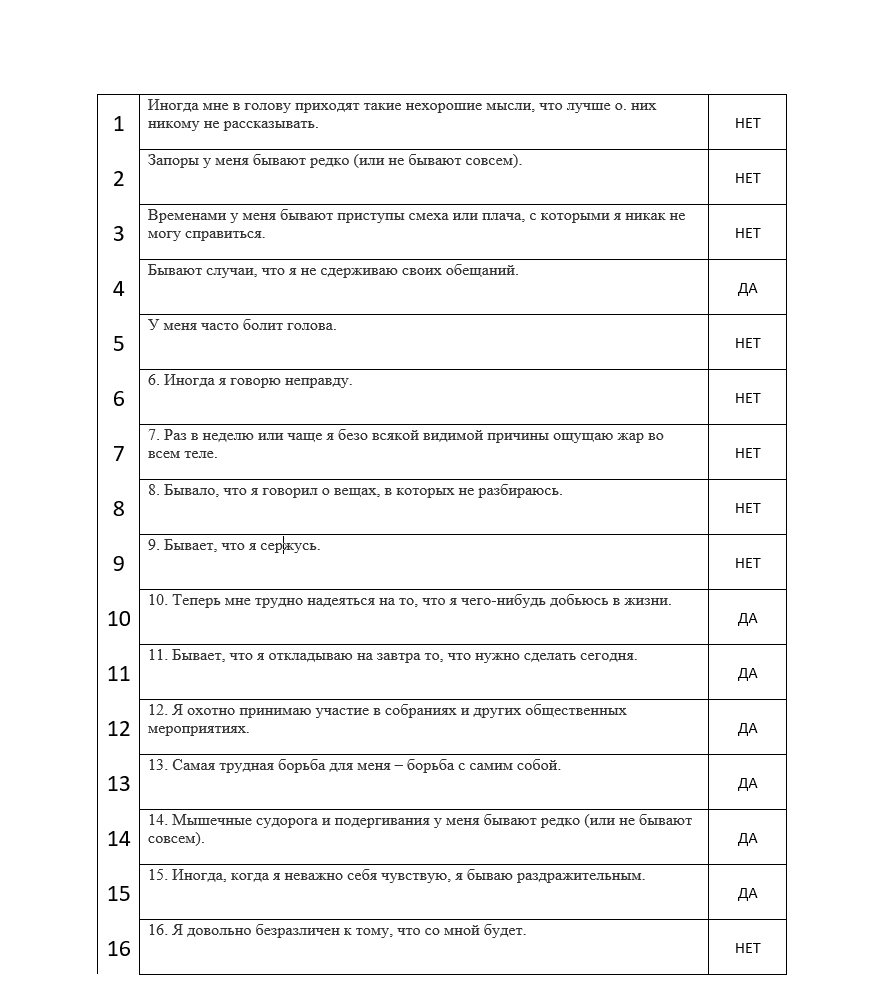 1
Иногда мне в голову приходят такие нехорошие мысли, что лучше о. них
никому не рассказывать.
НЕТ
2
Запоры у меня бывают редко (или не бывают совсем).
НЕТ
3
Временами у меня бывают приступы смеха или плача, с которыми я никак не
могу справиться.
НЕТ
4
Бывают случаи, что я не сдерживаю своих обещаний.
ДА
5
У меня часто болит голова.
НЕТ
6
6. Иногда я говорю неправду.
НЕТ
7
7. Раз в неделю или чаще я безо всякой видимой причины ощущаю жар во
всем теле.
НЕТ
8
8. Бывало, что я говорил о вещах, в которых не разбираюсь.
НЕТ
9
9. Бывает, что я сержусь.
НЕТ
10
10. Теперь мне трудно надеяться на то, что я чего-нибудь добьюсь в жизни.
ДА
11
11. Бывает, что я откладываю на завтра то, что нужно сделать сегодня.
ДА
12
12. Я охотно принимаю участие в собраниях и других общественных
мероприятиях.
ДА
13
13. Самая трудная борьба для меня – борьба с самим собой.
ДА
14
14. Мышечные судорога и подергивания у меня бывают редко (или не бывают
совсем).
ДА
15
15. Иногда, когда я неважно себя чувствую, я бываю раздражительным.
ДА
16
16. Я довольно безразличен к тому, что со мной будет.
НЕТ